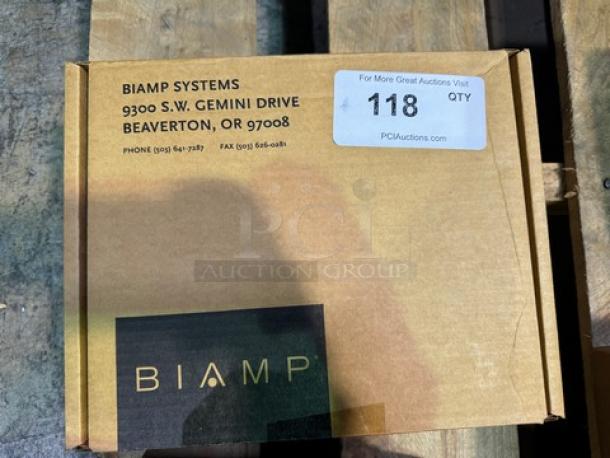 BIAMP SYSTEMS
9300 S.W. GEMINI DRIVE
BEAVERTON, OR 97008
PHONE (503) 641-7287 FAX (503) 626-0281
For More Great Auctions Visit
118 QTY
PCIAuctions.com
PCI
AUCTION GROUP
BIAMP